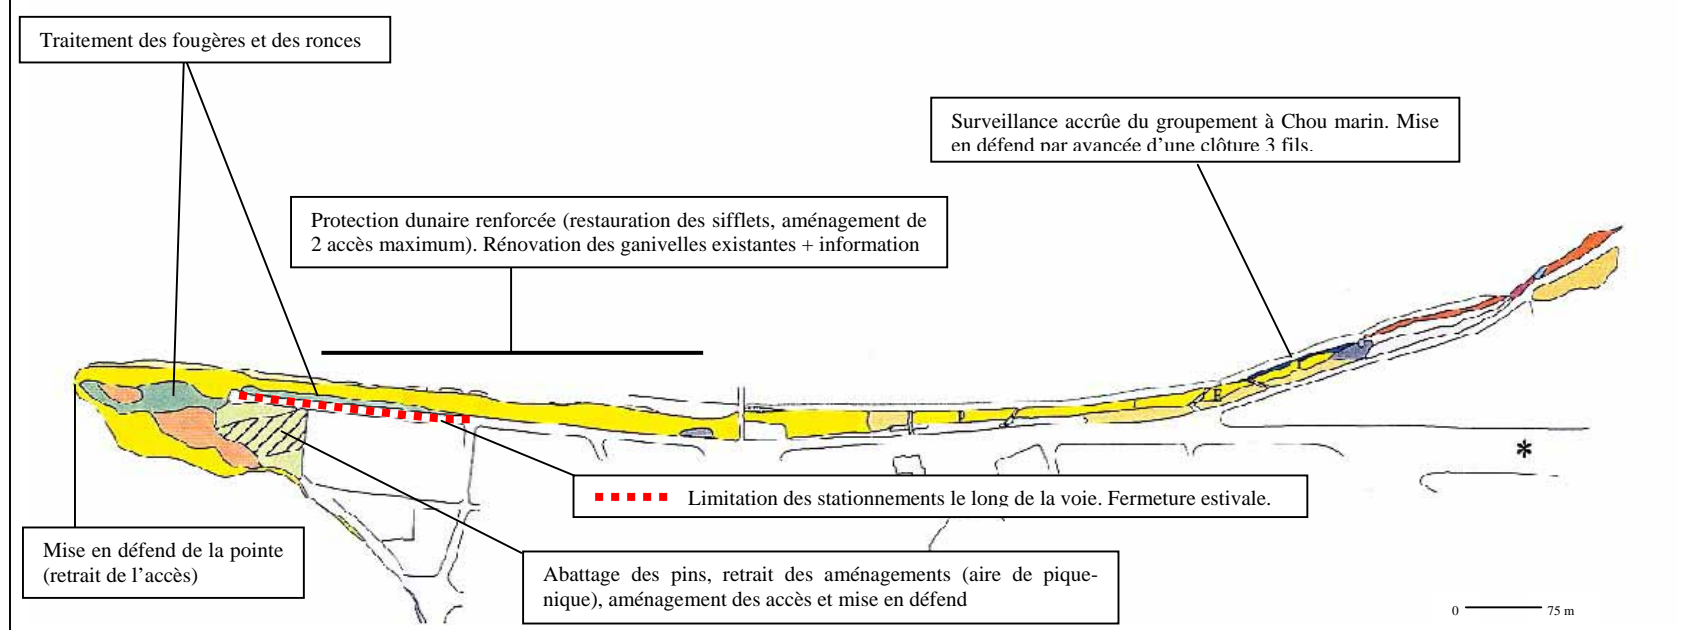 Traitement des fougères et des ronces
Surveillance accrûe du groupement à Chou marin. Mise
en défend par avancée d'une clôture 3 fils.
Protection dunaire renforcée (restauration des sifflets, aménagement de
2 accès maximum). Rénovation des ganivelles existantes + information
E
*
Limitation des stationnements le long de la voie. Fermeture estivale.
Mise en défend de la pointe
(retrait de l'accès)
Abattage des pins, retrait des aménagements (aire de pique-
nique), aménagement des accès et mise en défend
0 75 m